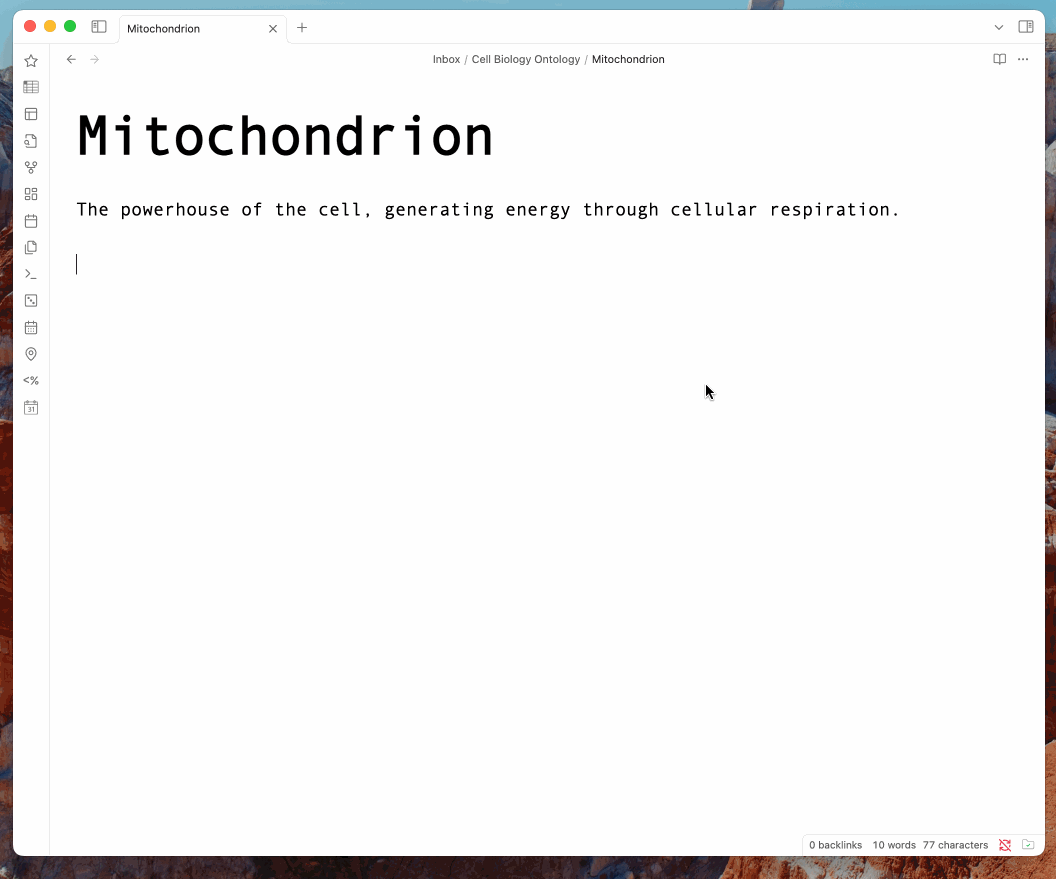 Mitochondrion
Inbox / Cell Biology Ontology / Mitochondrion
Mitochondrion
The powerhouse of the cell, generating energy through cellular respiration.
<%
31
0 backlinks 10 words 77 characters